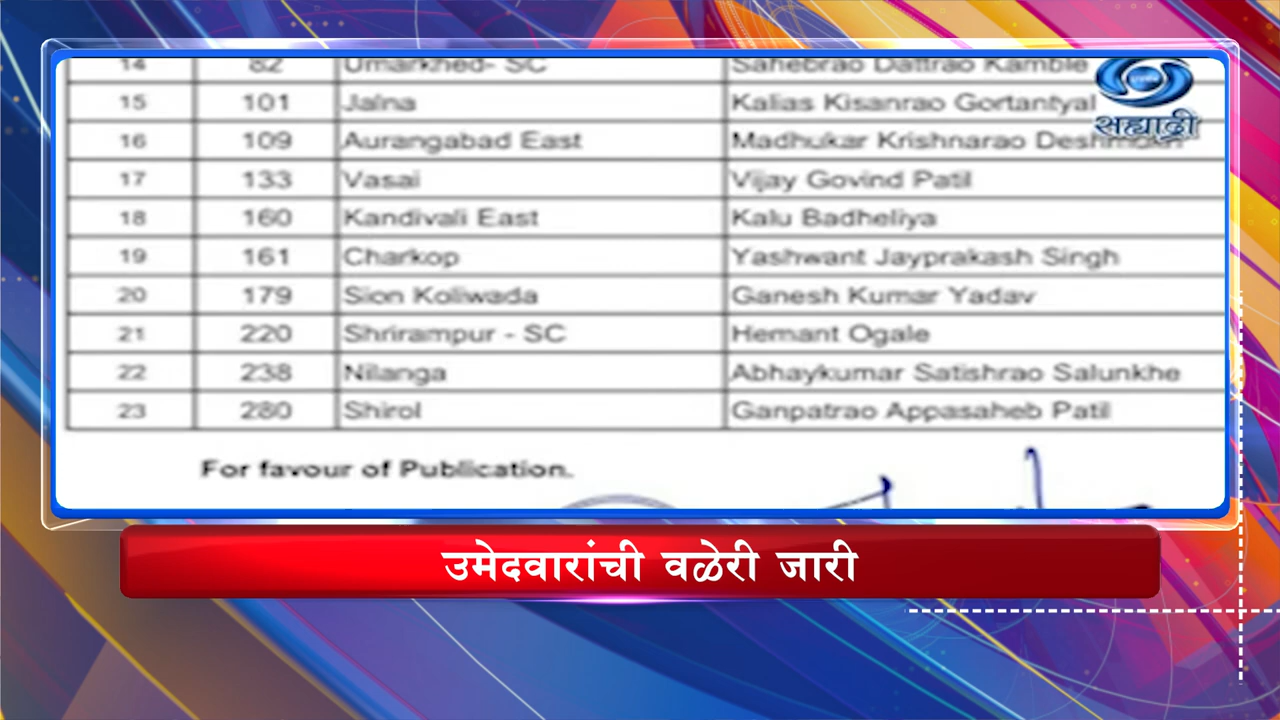 14 82 Umarkhed- SC Sahebrao Dattrao Kamble
15 101 Jalna Kalias Kisanrao Gortantyal
16 109 Aurangabad East Madhukar Krishnarao Deshmukh
17 133 Vasai Vijay Govind Patil
18 160 Kandivali East Kalu Badheliya
19 161 Charkop Yashwant Jayprakash Singh
20 179 Sion Koliwada Ganesh Kumar Yadav
21 220 Shrirampur - SC Hemant Ogale
22 238 Nilanga Abhaykumar Satishrao Salunkhe
23 280 Shirol Ganpatrao Appasaheb Patil
For favour of Publication.
सह्याद्री
उमेदवारांची वळेरी जारी